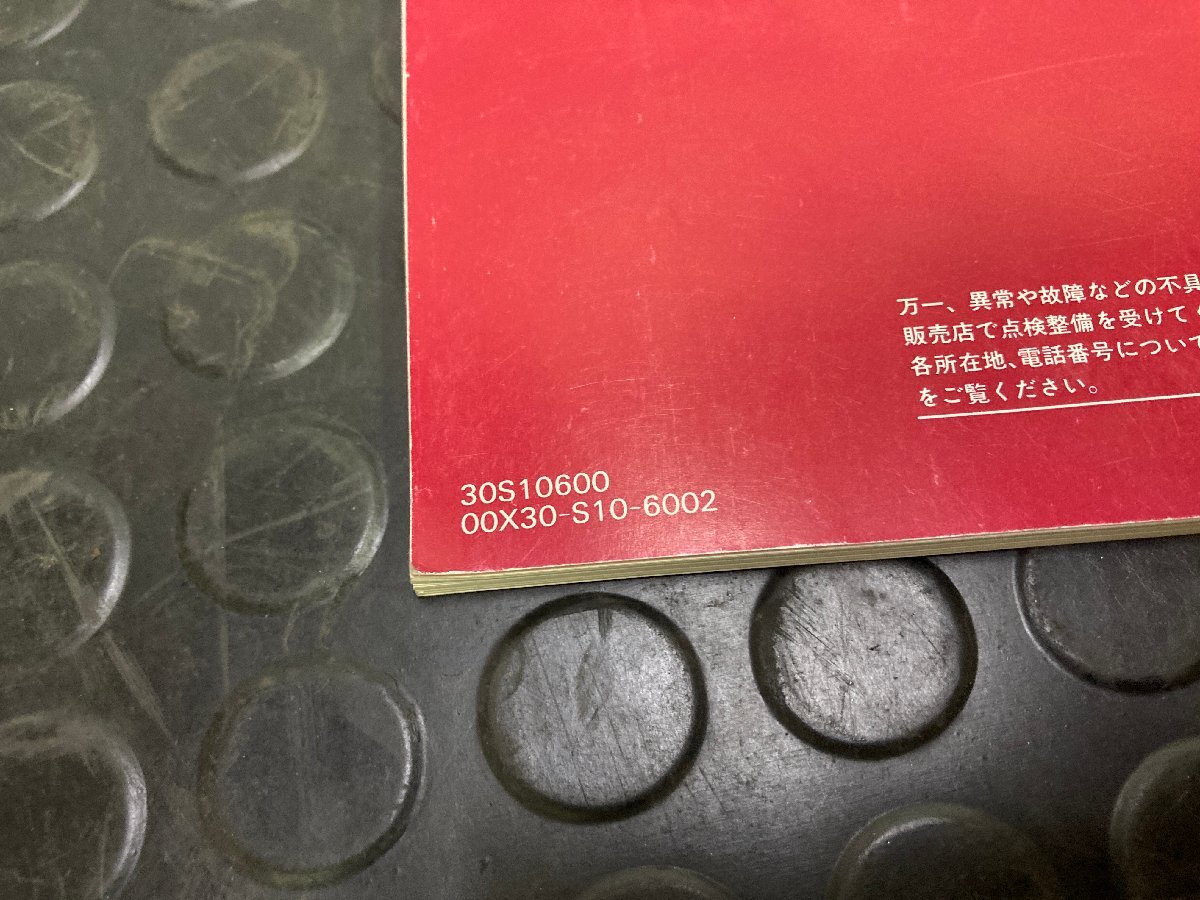 万一、異常や故障などの不具
販売店で点検整備を受けて
各所在地、電話番号について
をご覧ください。
30S10600
00X30-S10-6002